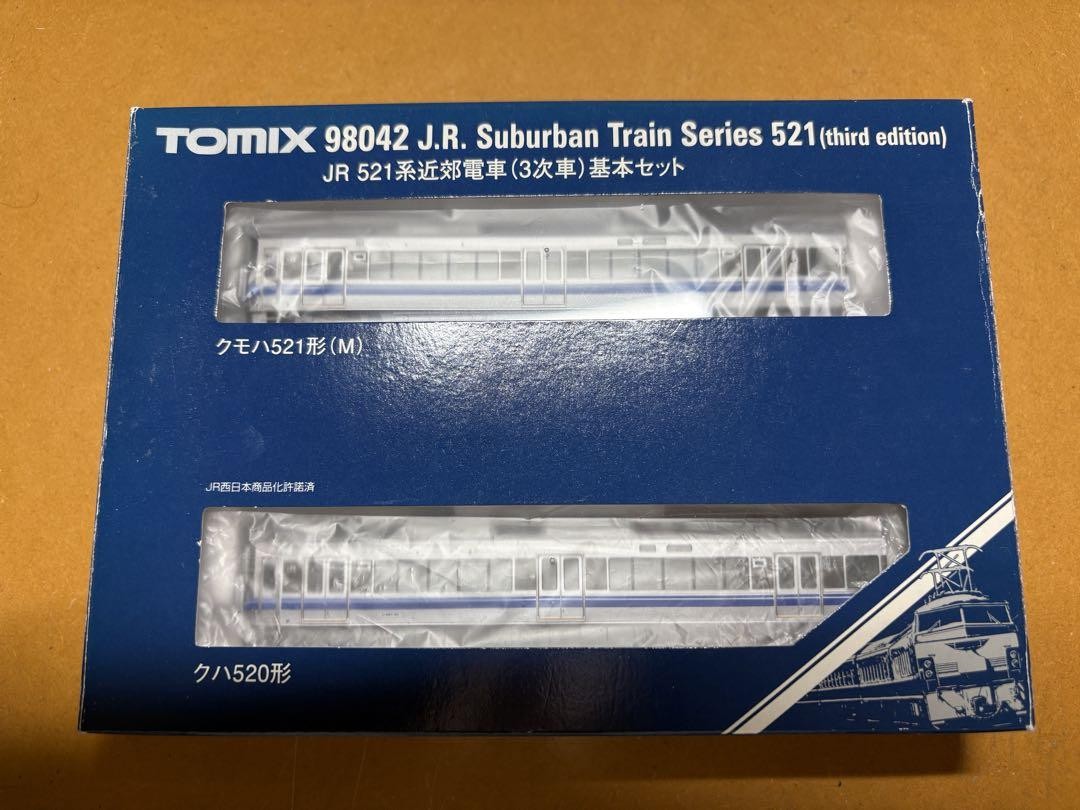 TOMIX 98042 J.R. Suburban Train Series 521 (third edition)
JR 521系近郊電車(3次車)基本セット
クモハ521形(M)
JR西日本商品化許諾済
クハ520形